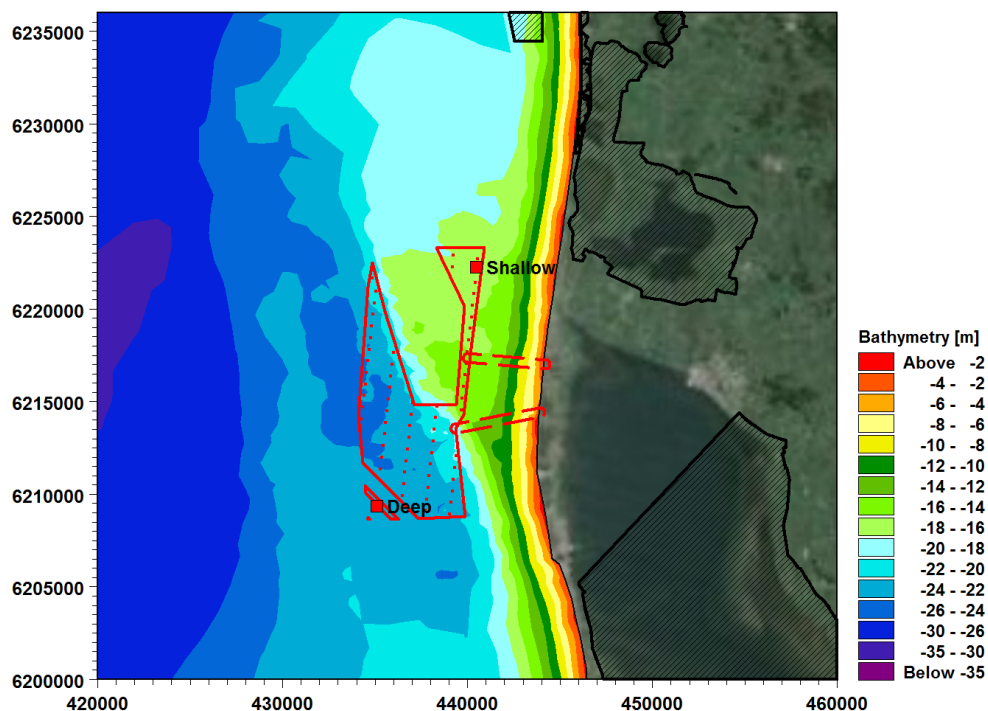 6235000
6230000
6225000
6220000
6215000
6210000
6205000
6200000
420000
430000
440000
450000
460000
Shallow
Deep
Bathymetry [m]
Above -2
-4 - -2
-6 - -4
-8 - -6
-10 - -8
-12 - -10
-14 - -12
-16 - -14
-18 - -16
-20 - -18
-22 - -20
-24 - -22
-26 - -24
-30 - -26
-35 - -30
Below -35